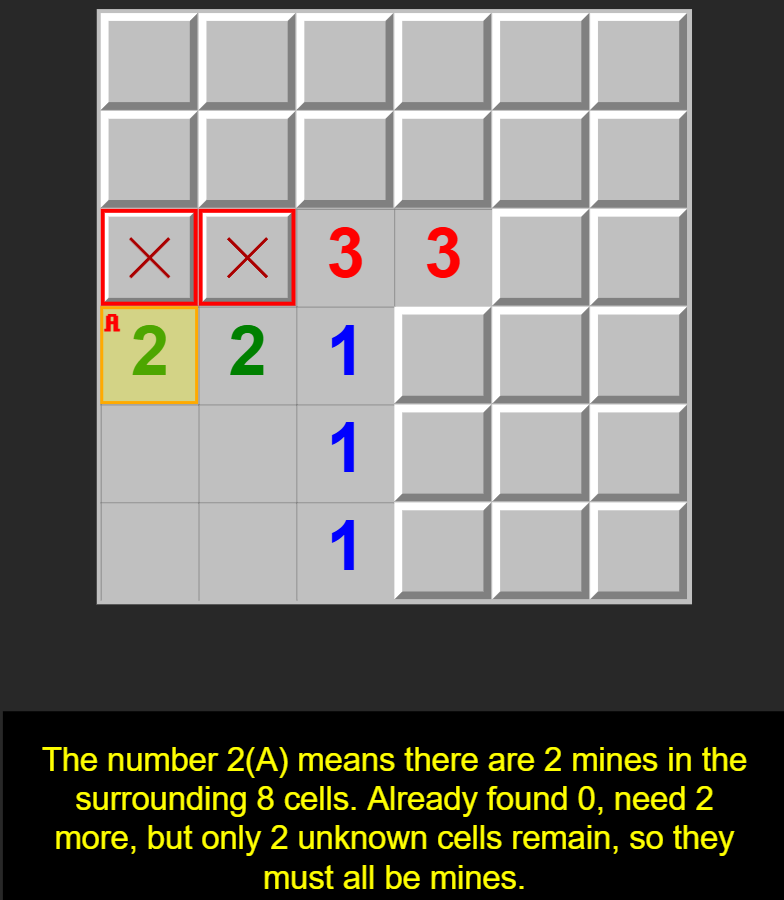 3 3
A 2 2 1
1
1
The number 2(A) means there are 2 mines in the
surrounding 8 cells. Already found 0, need 2
more, but only 2 unknown cells remain, so they
must all be mines.